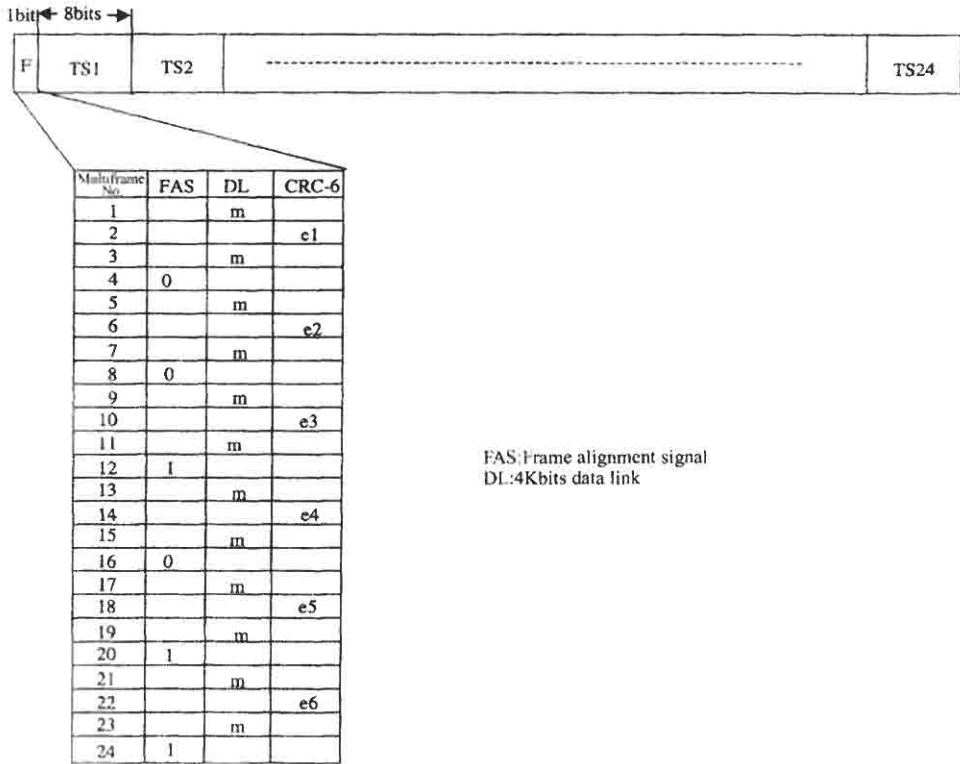 1bit 8bits
F TS1 TS2 TS24
Multiframe No. FAS DL CRC-6
1 m
2 e1
3 m
4 0
5 m
6 e2
7 m
8 0
9 m
10 e3
11 m
12 1
13 m
14 e4
15 m
16 0
17 m
18 e5
19 m
20 1
21 m
22 e6
23 m
24 1
FAS:Frame alignment signal
DL:4Kbits data link